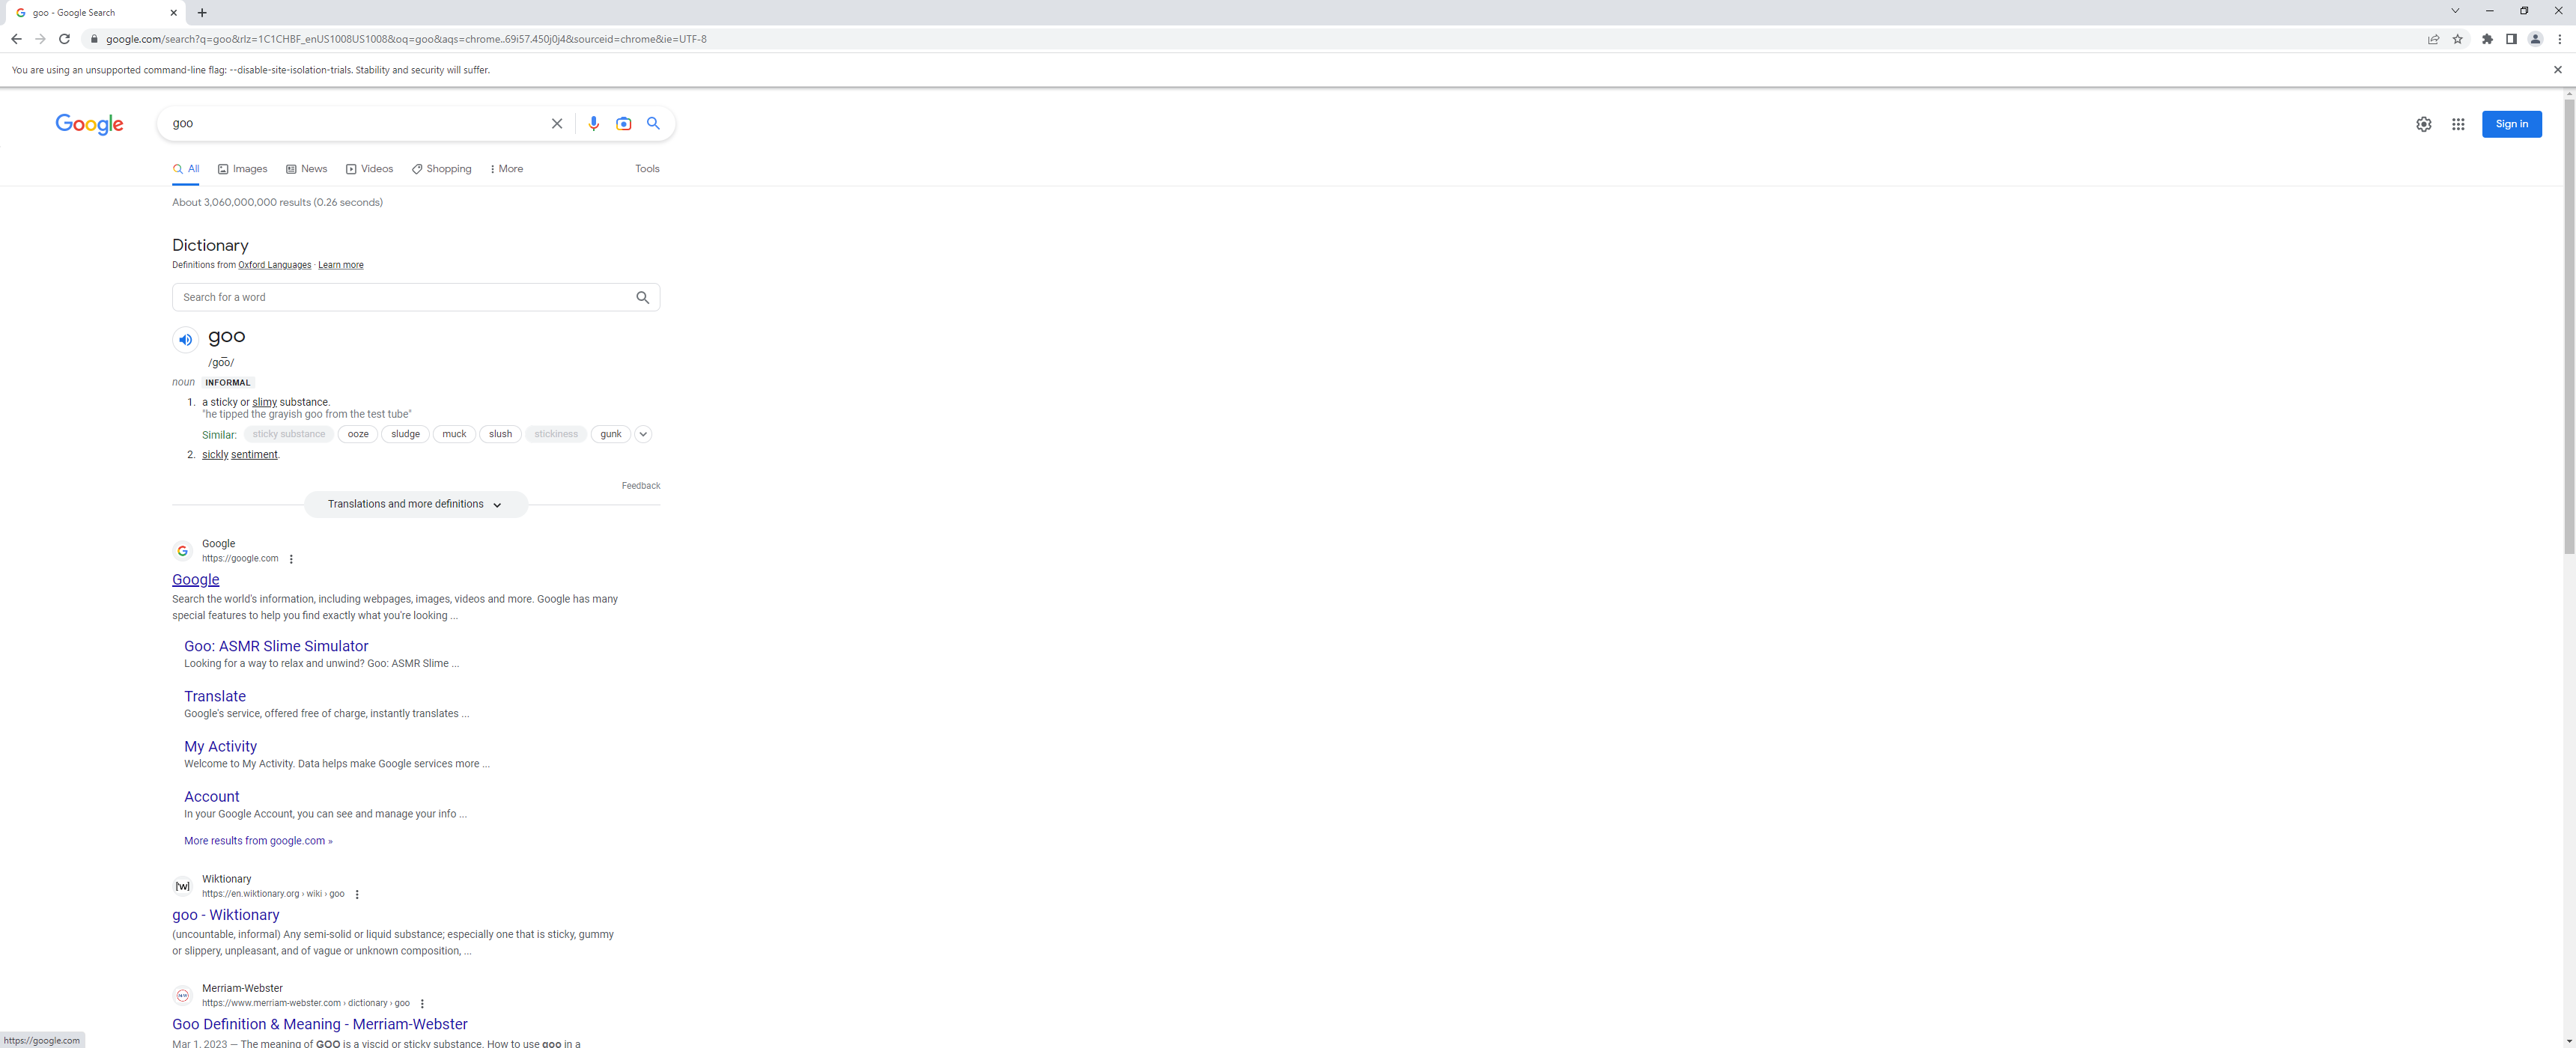 goo - Google Search
google.com/search?q=goo&rlz=1C1CHBF_enUS1008US1008&oq=goo&aqs=chrome..69i57.450j0j4&sourceid=chrome&ie=UTF-8
You are using an unsupported command-line flag: --disable-site-isolation-trials. Stability and security will suffer.
Google
goo
Sign in
All Images News Videos Shopping More Tools
About 3,060,000,000 results (0.26 seconds)
Dictionary
Definitions from Oxford Languages · Learn more
Search for a word
goo
/ɡo͞o/
noun INFORMAL
1. a sticky or slimy substance.
"he tipped the grayish goo from the test tube"
Similar: sticky substance ooze sludge muck slush stickiness gunk
2. sickly sentiment.
Feedback
Translations and more definitions
Google
https://google.com
Google
Search the world's information, including webpages, images, videos and more. Google has many
special features to help you find exactly what you're looking ...
Goo: ASMR Slime Simulator
Looking for a way to relax and unwind? Goo: ASMR Slime ...
Translate
Google's service, offered free of charge, instantly translates ...
My Activity
Welcome to My Activity. Data helps make Google services more ...
Account
In your Google Account, you can see and manage your info ...
More results from google.com »
[w]
Wiktionary
https://en.wiktionary.org › wiki › goo
goo - Wiktionary
(uncountable, informal) Any semi-solid or liquid substance; especially one that is sticky, gummy
or slippery, unpleasant, and of vague or unknown composition, ...
Merriam-Webster
https://www.merriam-webster.com › dictionary › goo
Goo Definition & Meaning - Merriam-Webster
Mar 1, 2023 — The meaning of GOO is a viscid or sticky substance. How to use goo in a
https://google.com